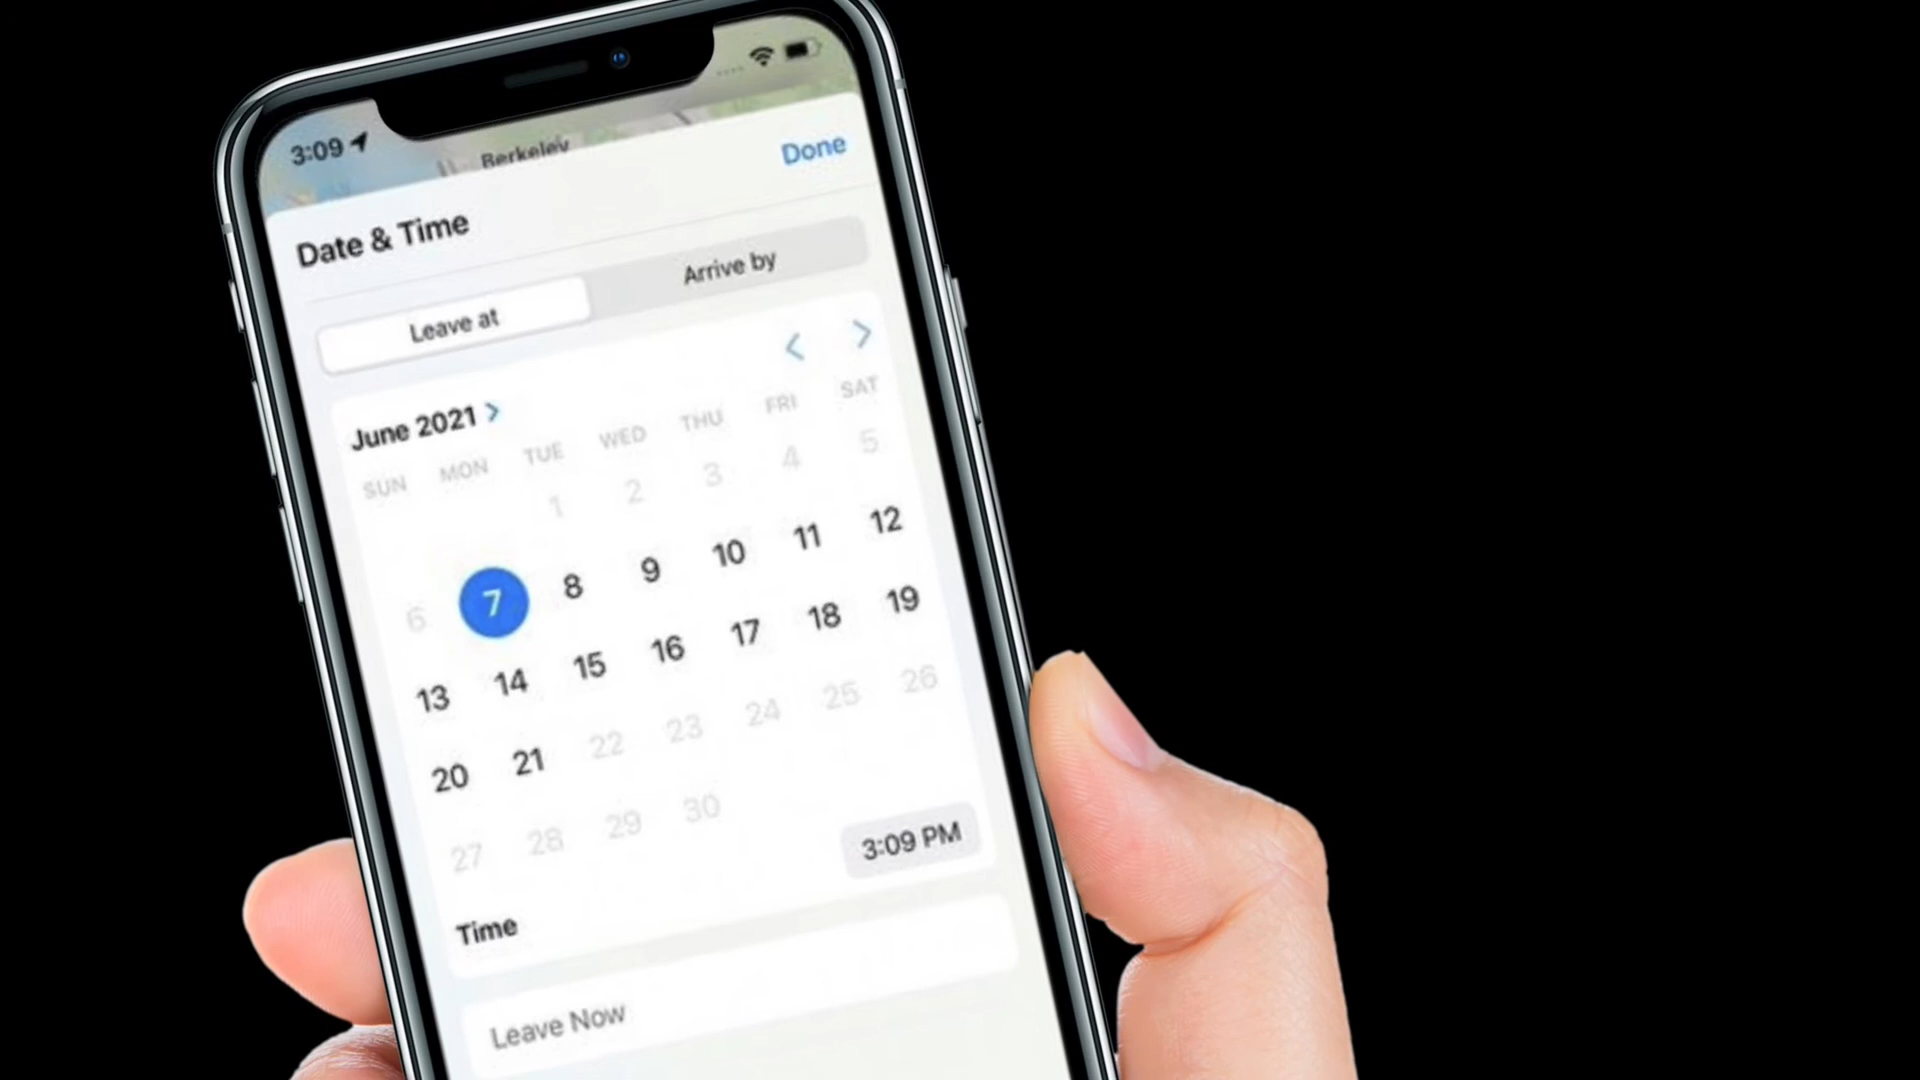 3:09
Berkeley
Date & Time
Done
Leave at
Arrive by
June 2021
SUN MON TUE WED THU FRI SAT
1 2 3 4 5
6 7 8 9 10 11 12
13 14 15 16 17 18 19
20 21 22 23 24 25 26
27 28 29 30
Time
3:09 PM
Leave Now